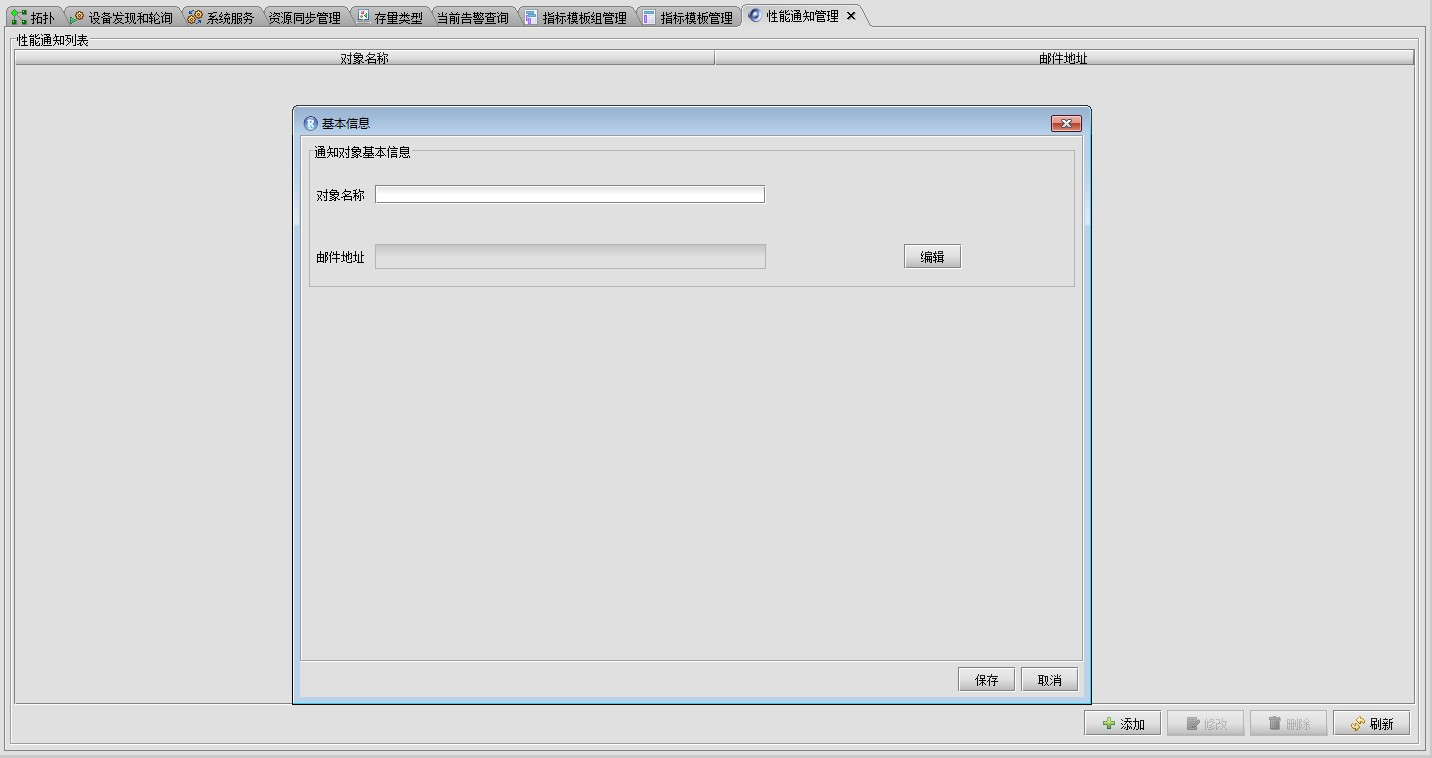 拓扑 设备发现和轮询 系统服务 资源同步管理 存量类型 当前告警查询 指标模板组管理 指标模板管理 性能通知管理
性能通知列表
对象名称 邮件地址
基本信息
通知对象基本信息
对象名称
邮件地址 编辑
保存 取消
添加 修改 删除 刷新